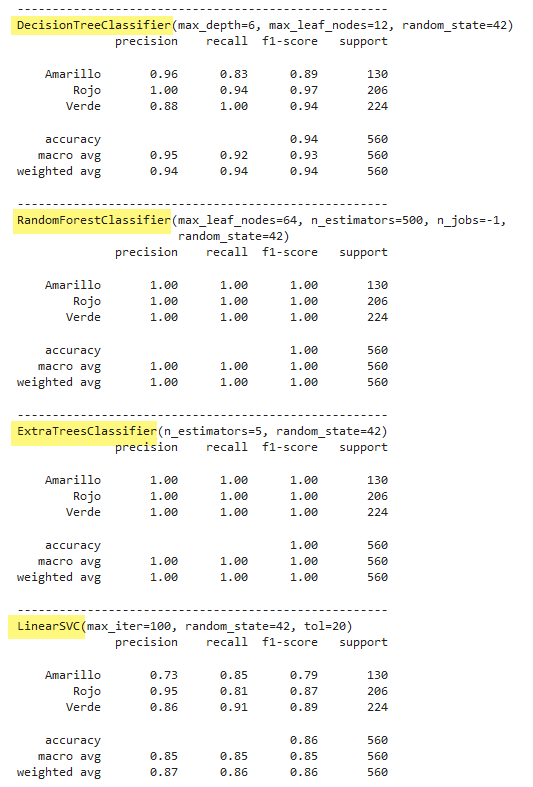 -----------------------------------------------------
DecisionTreeClassifier(max_depth=6, max_leaf_nodes=12, random_state=42)
              precision    recall  f1-score   support

    Amarillo       0.96      0.83      0.89       130
        Rojo       1.00      0.94      0.97       206
       Verde       0.88      1.00      0.94       224

    accuracy                           0.94       560
   macro avg       0.95      0.92      0.93       560
weighted avg       0.94      0.94      0.94       560

-----------------------------------------------------
RandomForestClassifier(max_leaf_nodes=64, n_estimators=500, n_jobs=-1,
                       random_state=42)
              precision    recall  f1-score   support

    Amarillo       1.00      1.00      1.00       130
        Rojo       1.00      1.00      1.00       206
       Verde       1.00      1.00      1.00       224

    accuracy                           1.00       560
   macro avg       1.00      1.00      1.00       560
weighted avg       1.00      1.00      1.00       560

-----------------------------------------------------
ExtraTreesClassifier(n_estimators=5, random_state=42)
              precision    recall  f1-score   support

    Amarillo       1.00      1.00      1.00       130
        Rojo       1.00      1.00      1.00       206
       Verde       1.00      1.00      1.00       224

    accuracy                           1.00       560
   macro avg       1.00      1.00      1.00       560
weighted avg       1.00      1.00      1.00       560

-----------------------------------------------------
LinearSVC(max_iter=100, random_state=42, tol=20)
              precision    recall  f1-score   support

    Amarillo       0.73      0.85      0.79       130
        Rojo       0.95      0.81      0.87       206
       Verde       0.86      0.91      0.89       224

    accuracy                           0.86       560
   macro avg       0.85      0.85      0.85       560
weighted avg       0.87      0.86      0.86       560